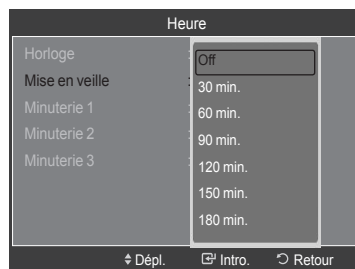 Heure
Horloge :
Mise en veille :
Minuterie 1 :
Minuterie 2 :
Minuterie 3 :
Off
30 min.
60 min.
90 min.
120 min.
150 min.
180 min.
Dépl. Intro. Retour